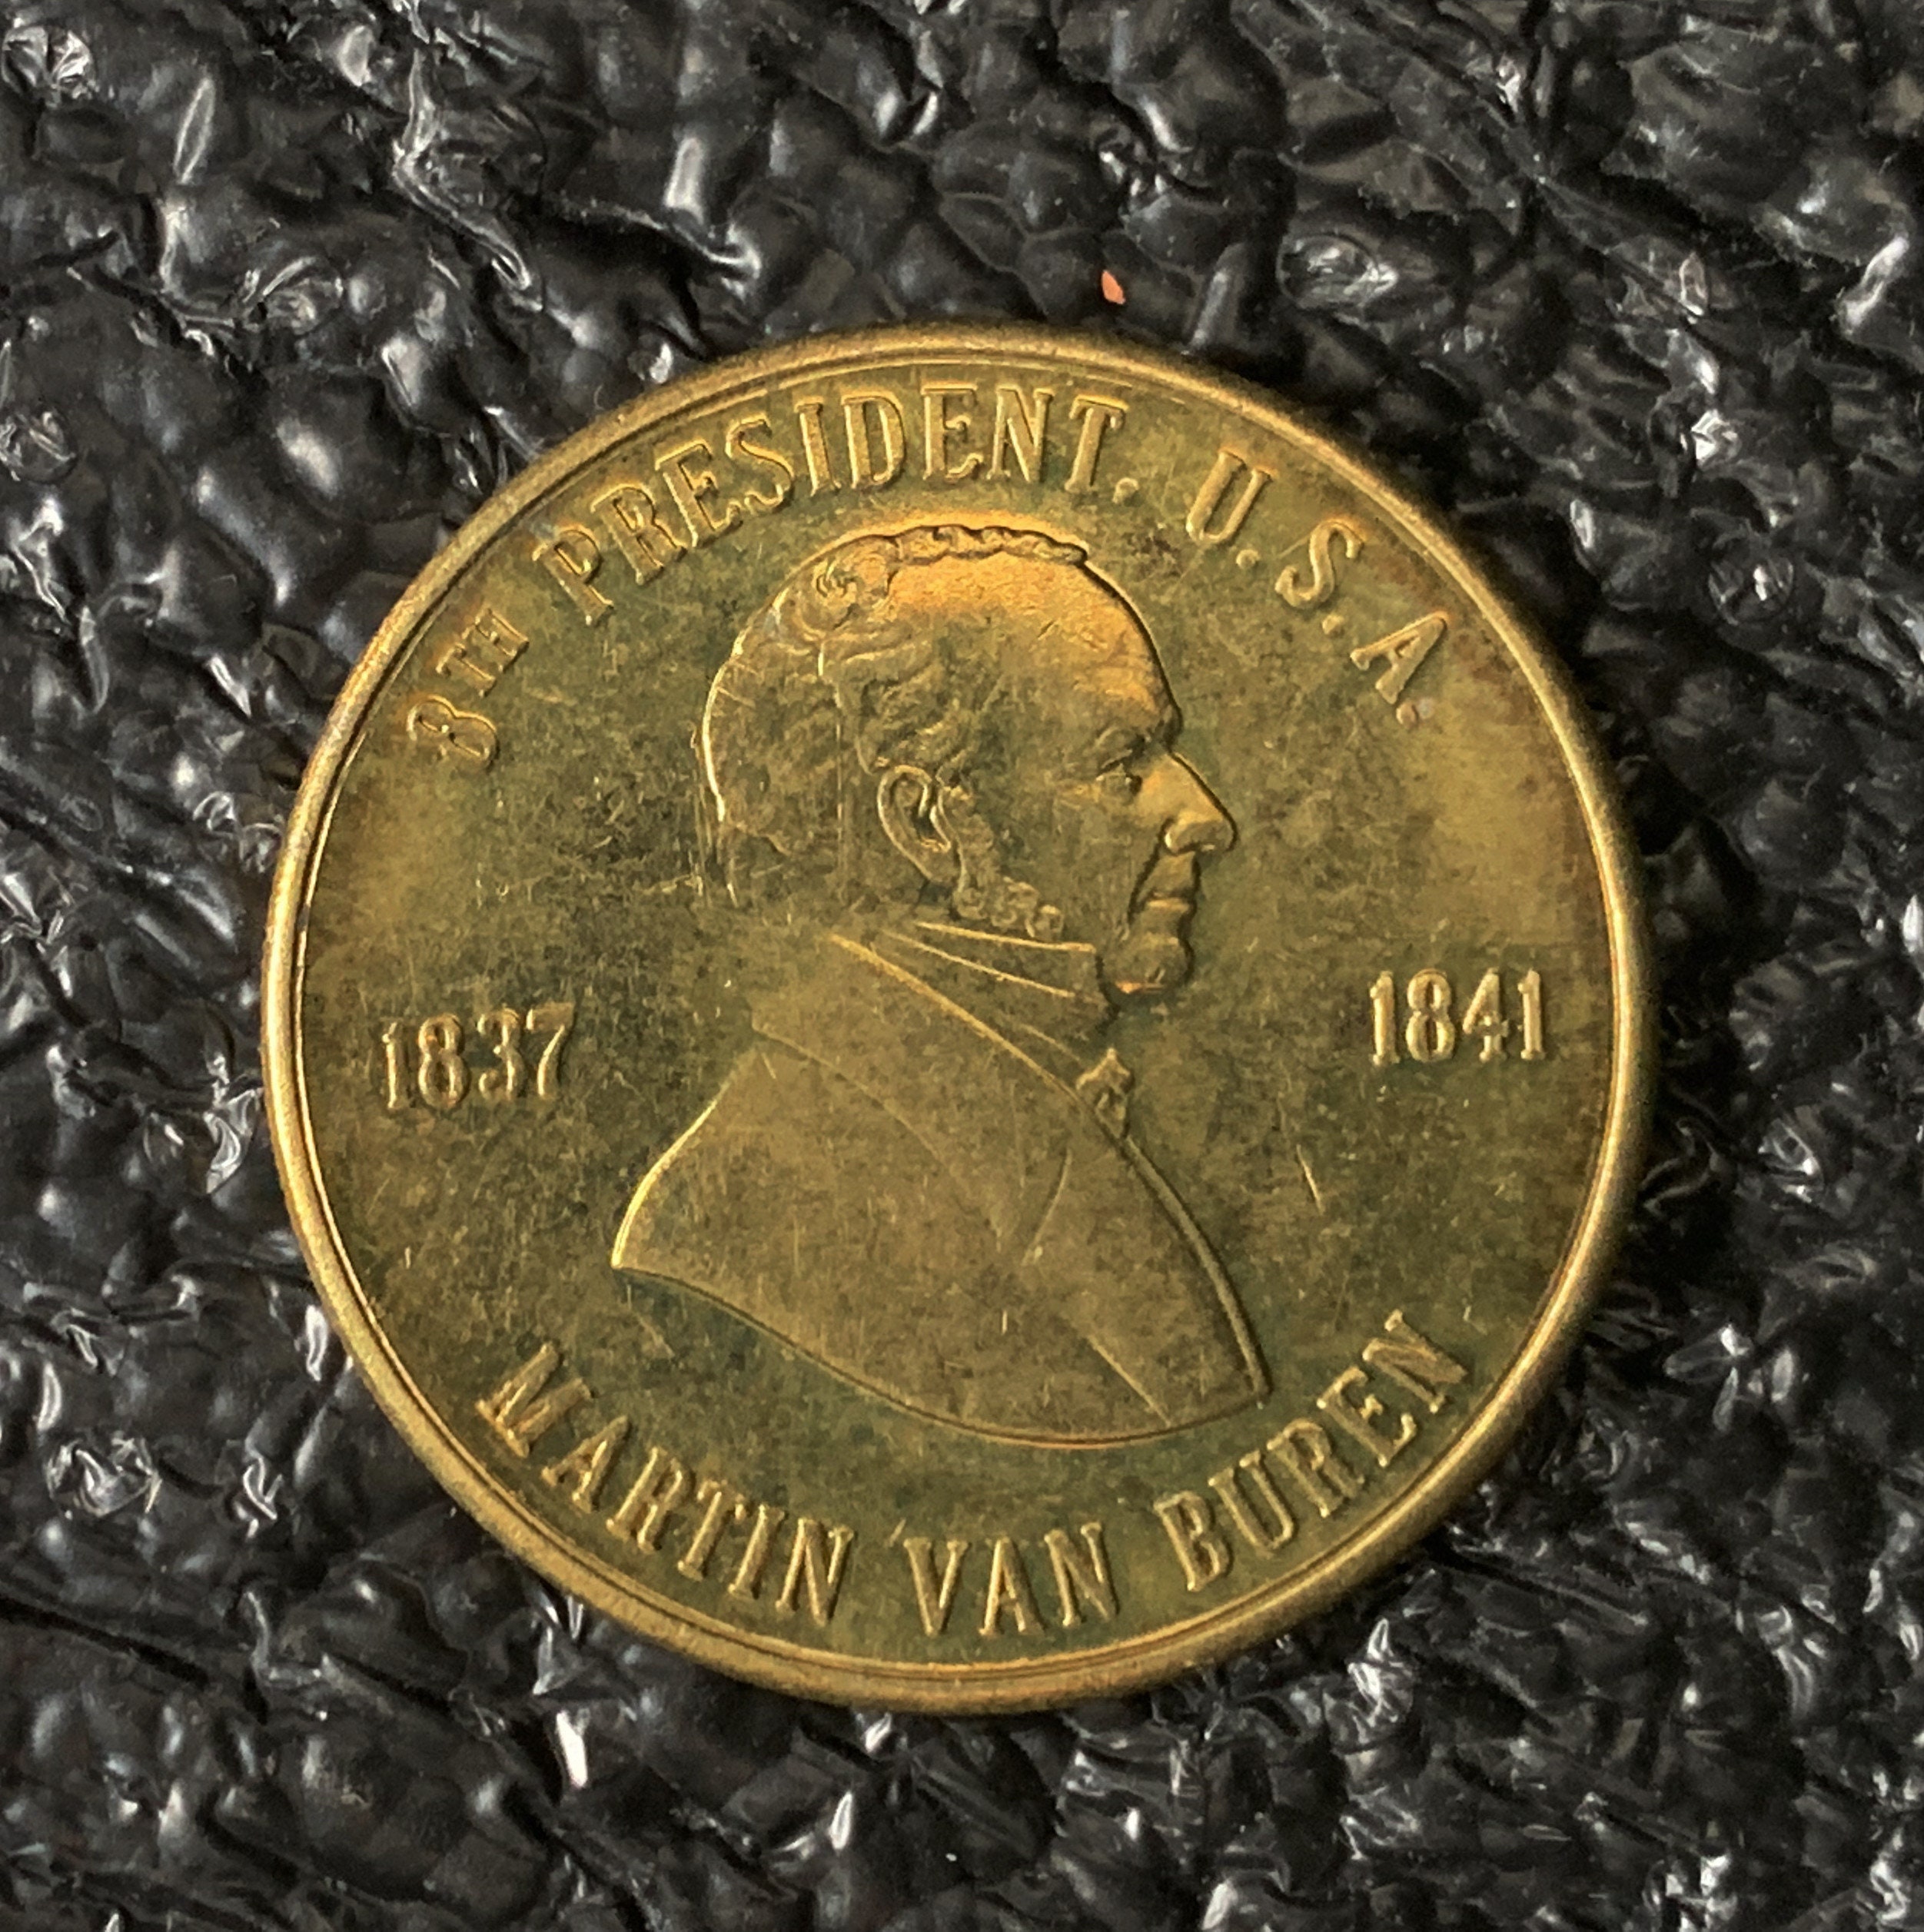 8TH PRESIDENT. U.S.A.
1837
1841
MARTIN VAN BUREN